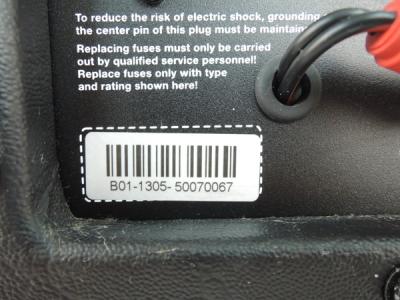 To reduce the risk of electric shock, grounding
the center pin of this plug must be
Replacing fuses must only be carried
out by qualified service personnel!
Replace fuses only with type
and rating shown here!
B01-1305-50070067